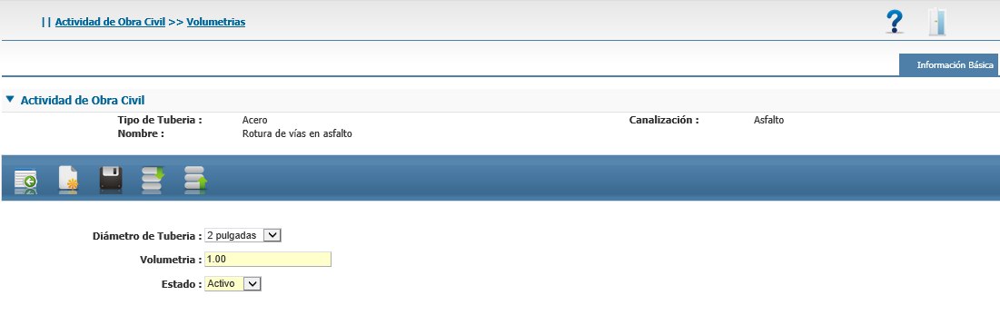 || Actividad de Obra Civil >> Volumetrias
?
Información Básica
Actividad de Obra Civil
Tipo de Tuberia : Acero Canalización : Asfalto
Nombre : Rotura de vías en asfalto
Diámetro de Tuberia : 2 pulgadas
Volumetria : 1.00
Estado : Activo